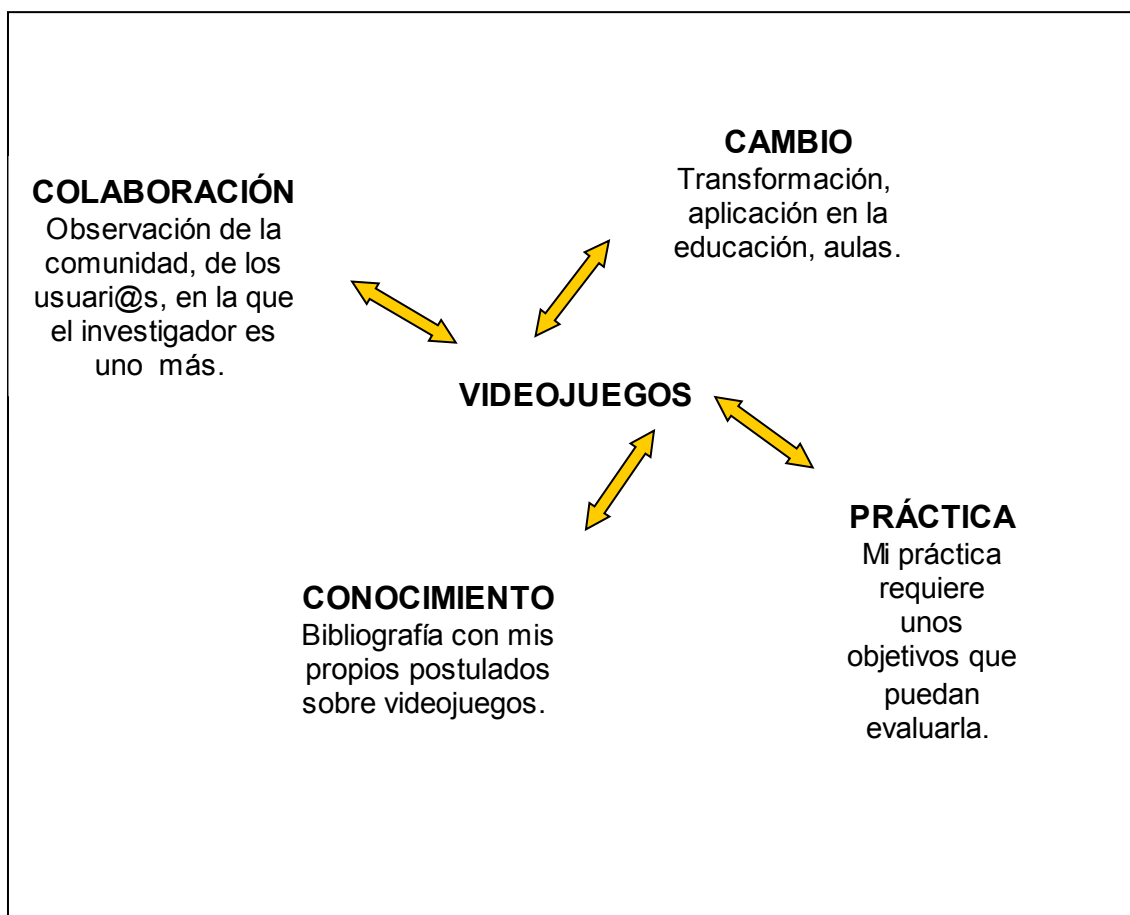 COLABORACIÓN
Observación de la
comunidad, de los
usuari@s, en la que
el investigador es
uno más.
CAMBIO
Transformación,
aplicación en la
educación, aulas.
VIDEOJUEGOS
CONOCIMIENTO
Bibliografía con mis
propios postulados
sobre videojuegos.
PRÁCTICA
Mi práctica
requiere
unos
objetivos que
puedan
evaluarla.